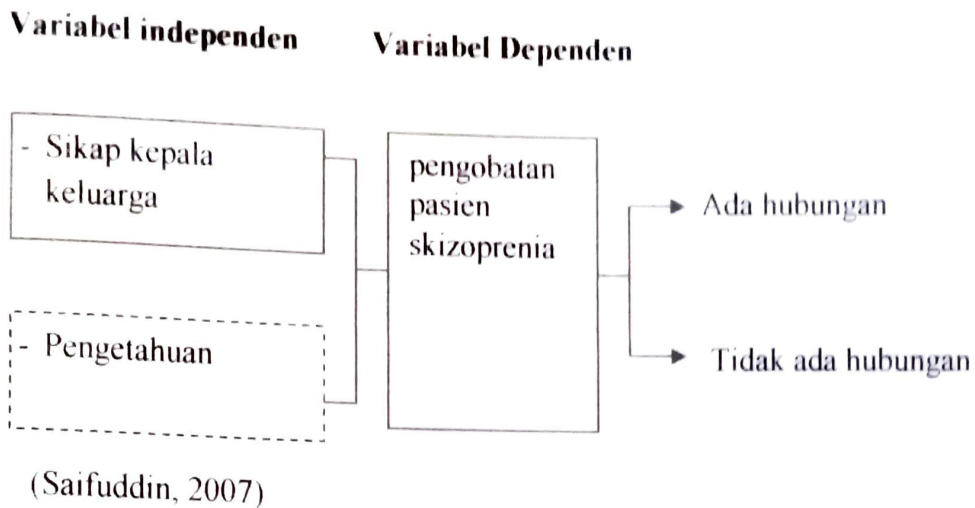 Variabel independen
Variabel Dependen
- Sikap kepala
keluarga
- Pengetahuan
pengobatan
pasien
skizoprenia
Ada hubungan
Tidak ada hubungan
(Saifuddin, 2007)